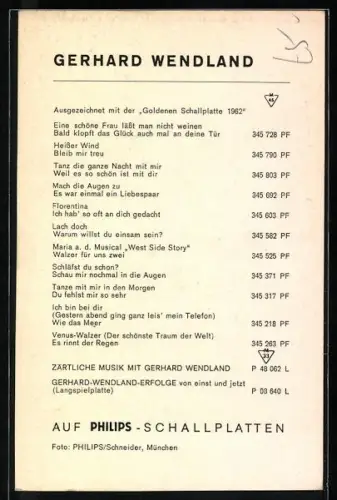 GERHARD WENDLAND
Ausgezeichnet mit der „Goldenen Schallplatte 1962"
M 45
Eine schöne Frau läßt man nicht weinen
Bald klopft das Glück auch mal an deine Tür 345 728 PF
Heißer Wind
Bleib mir treu 345 790 PF
Tanz die ganze Nacht mit mir
Weil es so schön ist mit dir 345 803 PF
Mach die Augen zu
Es war einmal ein Liebespaar 345 692 PF
Florentina
Ich hab' so oft an dich gedacht 345 603 PF
Lach doch
Warum willst du einsam sein? 345 582 PF
Maria a. d. Musical „West Side Story"
Walzer für uns zwei 345 525 PF
Schläfst du schon?
Schau mir nochmal in die Augen 345 371 PF
Tanze mit mir in den Morgen
Du fehlst mir so sehr 345 317 PF
Ich bin bei dir
(Gestern abend ging ganz leis' mein Telefon)
Wie das Meer 345 218 PF
Venus-Walzer (Der schönste Traum der Welt)
Es rinnt der Regen 345 263 PF
33
ZÄRTLICHE MUSIK MIT GERHARD WENDLAND P 48 062 L
GERHARD-WENDLAND-ERFOLGE von einst und jetzt
(Langspielplatte) P 08 640 L
AUF PHILIPS - SCHALLPLATTEN
Foto: PHILIPS/Schneider, München